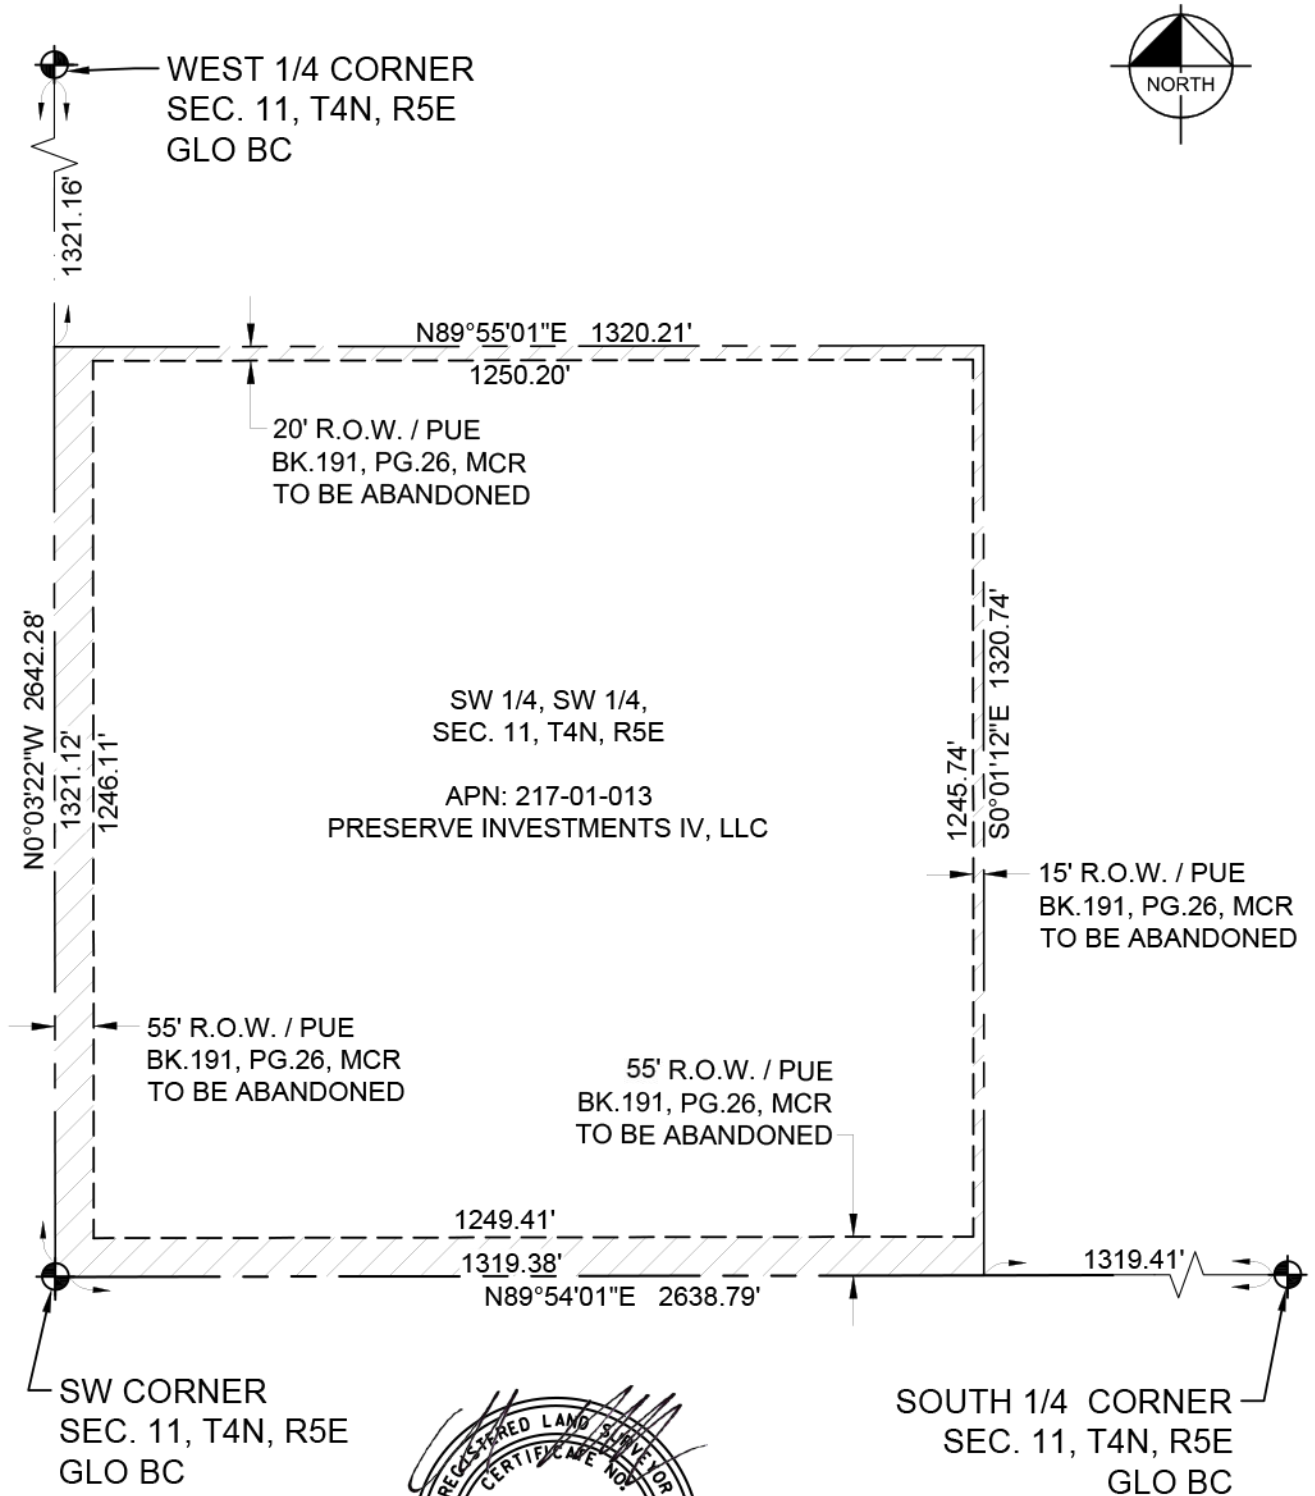 WEST 1/4 CORNER
SEC. 11, T4N, R5E
GLO BC
NORTH
1321.16'
N89°55'01"E 1320.21'
1250.20'
20' R.O.W. / PUE
BK.191, PG.26, MCR
TO BE ABANDONED
N0°03'22"W 2642.28'
1321.12'
1246.11'
SW 1/4, SW 1/4,
SEC. 11, T4N, R5E
APN: 217-01-013
PRESERVE INVESTMENTS IV, LLC
1245.74'
S0°01'12"E 1320.74'
15' R.O.W. / PUE
BK.191, PG.26, MCR
TO BE ABANDONED
55' R.O.W. / PUE
BK.191, PG.26, MCR
TO BE ABANDONED
55' R.O.W. / PUE
BK.191, PG.26, MCR
TO BE ABANDONED
1249.41'
1319.38'
N89°54'01"E 2638.79'
1319.41'
SW CORNER
SEC. 11, T4N, R5E
GLO BC
SOUTH 1/4 CORNER
SEC. 11, T4N, R5E
GLO BC
REGISTERED LAND SURVEYOR
CERTIFICATE NO.